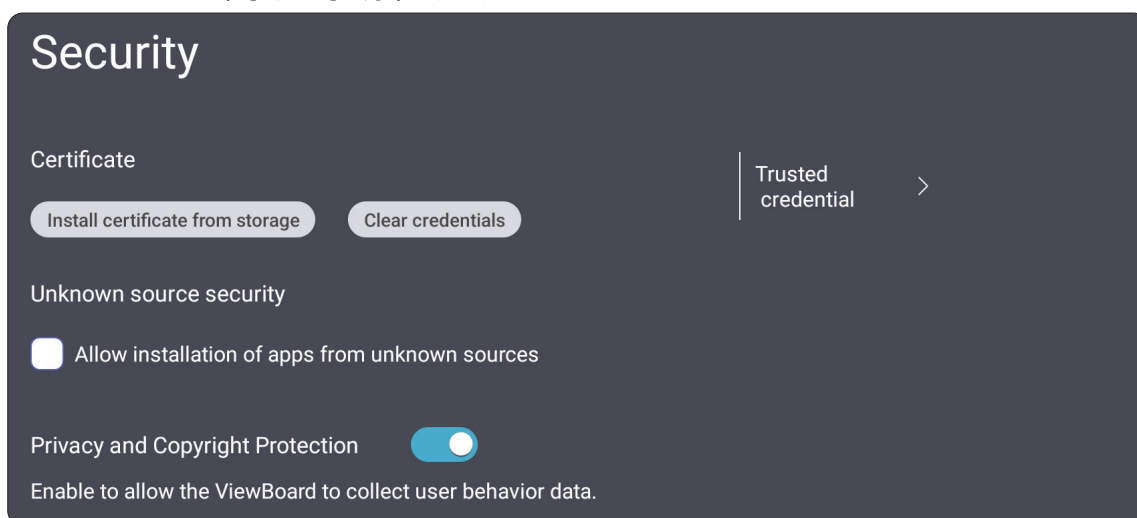 Security
Certificate
Install certificate from storage
Clear credentials
Trusted
credential
Unknown source security
Allow installation of apps from unknown sources
Privacy and Copyright Protection
Enable to allow the ViewBoard to collect user behavior data.